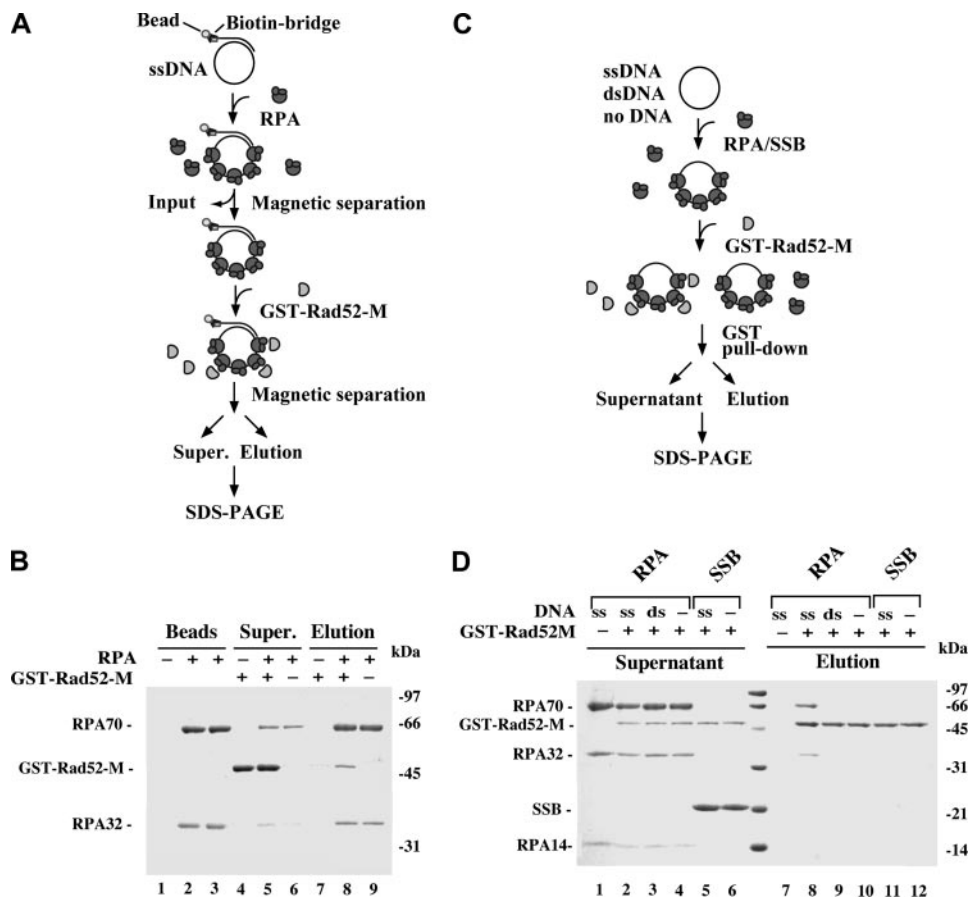 A
Bead
Biotin-bridge
ssDNA
RPA
Input
Magnetic separation
GST-Rad52-M
Magnetic separation
Super. Elution
SDS-PAGE
C
ssDNA
dsDNA
no DNA
RPA/SSB
GST-Rad52-M
GST
pull-down
Supernatant Elution
SDS-PAGE
B
Beads Super. Elution
kDa
RPA - + + - + + - + +
GST-Rad52-M + + - + + -
-97
RPA70 - -66
GST-Rad52-M - -45
RPA32 -
-31
1 2 3 4 5 6 7 8 9
D
RPA SSB RPA SSB
DNA ss ss ds - ss - ss ss ds - ss -
GST-Rad52M - + + + + + - + + + + +
kDa
Supernatant Elution
-97
RPA70 - -66
GST-Rad52-M - -45
RPA32 -
-31
SSB - -21
RPA14- -14
1 2 3 4 5 6 7 8 9 10 11 12